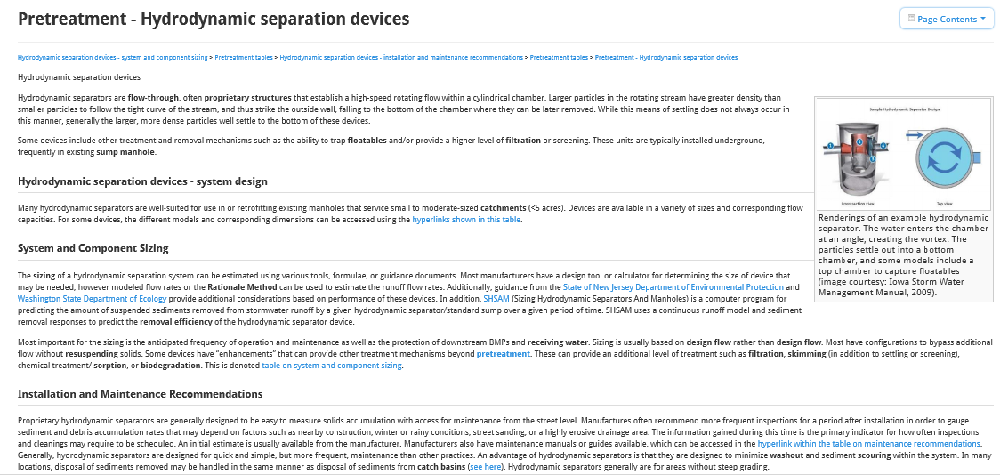 Pretreatment - Hydrodynamic separation devices
Page Contents
Hydrodynamic separation devices - system and component sizing > Pretreatment tables > Hydrodynamic separation devices - installation and maintenance recommendations > Pretreatment tables > Pretreatment - Hydrodynamic separation devices
Hydrodynamic separation devices
Hydrodynamic separators are flow-through, often proprietary structures that establish a high-speed rotating flow within a cylindrical chamber. Larger particles in the rotating stream have greater density than
smaller particles to follow the tight curve of the stream, and thus strike the outside wall, falling to the bottom of the chamber where they can be later removed. While this means of settling does not always occur in
this manner, generally the larger, more dense particles well settle to the bottom of these devices.
Some devices include other treatment and removal mechanisms such as the ability to trap floatables and/or provide a higher level of filtration or screening. These units are typically installed underground,
frequently in existing sump manhole.
Sample Hydrodynamic Separator Design
Cross section view
Top view
Renderings of an example hydrodynamic
separator. The water enters the chamber
at an angle, creating the vortex. The
particles settle out into a bottom
chamber, and some models include a
top chamber to capture floatables
(image courtesy: Iowa Storm Water
Management Manual, 2009).
Hydrodynamic separation devices - system design
Many hydrodynamic separators are well-suited for use in or retrofitting existing manholes that service small to moderate-sized catchments (<5 acres). Devices are available in a variety of sizes and corresponding flow
capacities. For some devices, the different models and corresponding dimensions can be accessed using the hyperlinks shown in this table.
System and Component Sizing
The sizing of a hydrodynamic separation system can be estimated using various tools, formulae, or guidance documents. Most manufacturers have a design tool or calculator for determining the size of device that
may be needed; however modeled flow rates or the Rationale Method can be used to estimate the runoff flow rates. Additionally, guidance from the State of New Jersey Department of Environmental Protection and
Washington State Department of Ecology provide additional considerations based on performance of these devices. In addition, SHSAM (Sizing Hydrodynamic Separators And Manholes) is a computer program for
predicting the amount of suspended sediments removed from stormwater runoff by a given hydrodynamic separator/standard sump over a given period of time. SHSAM uses a continuous runoff model and sediment
removal responses to predict the removal efficiency of the hydrodynamic separator device.
Most important for the sizing is the anticipated frequency of operation and maintenance as well as the protection of downstream BMPs and receiving water. Sizing is usually based on design flow rather than design flow. Most have configurations to bypass additional
flow without resuspending solids. Some devices have “enhancements” that can provide other treatment mechanisms beyond pretreatment. These can provide an additional level of treatment such as filtration, skimming (in addition to settling or screening),
chemical treatment/ sorption, or biodegradation. This is denoted table on system and component sizing.
Installation and Maintenance Recommendations
Proprietary hydrodynamic separators are generally designed to be easy to measure solids accumulation with access for maintenance from the street level. Manufactures often recommend more frequent inspections for a period after installation in order to gauge
sediment and debris accumulation rates that may depend on factors such as nearby construction, winter or rainy conditions, street sanding, or a highly erosive drainage area. The information gained during this time is the primary indicator for how often inspections
and cleanings may require to be scheduled. An initial estimate is usually available from the manufacturer. Manufacturers also have maintenance manuals or guides available, which can be accessed in the hyperlink within the table on maintenance recommendations.
Generally, hydrodynamic separators are designed for quick and simple, but more frequent, maintenance than other practices. An advantage of hydrodynamic separators is that they are designed to minimize washout and sediment scouring within the system. In many
locations, disposal of sediments removed may be handled in the same manner as disposal of sediments from catch basins (see here). Hydrodynamic separators generally are for areas without steep grading.